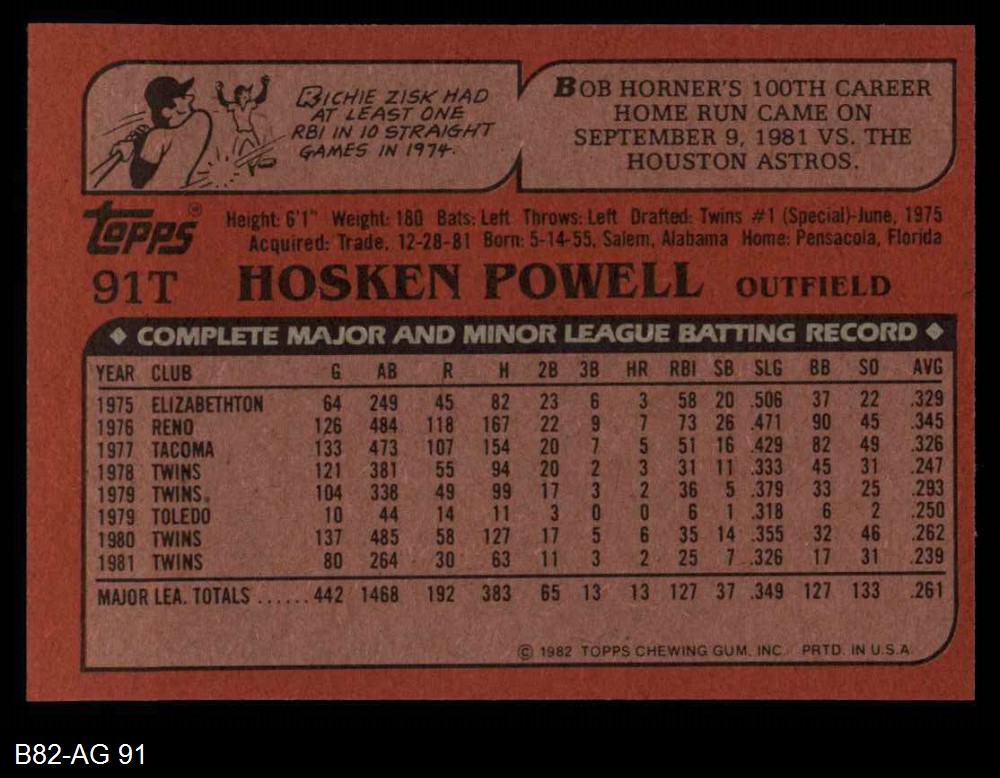 RICHIE ZISK HAD
AT LEAST ONE
RBI IN 10 STRAIGHT
GAMES IN 1974.
BOB HORNER'S 100TH CAREER
HOME RUN CAME ON
SEPTEMBER 9, 1981 VS. THE
HOUSTON ASTROS.
topps®
Height: 6'1" Weight: 180 Bats: Left Throws: Left Drafted: Twins #1 (Special)-June, 1975
Acquired: Trade, 12-28-81 Born: 5-14-55, Salem, Alabama Home: Pensacola, Florida
91T HOSKEN POWELL OUTFIELD
◆ COMPLETE MAJOR AND MINOR LEAGUE BATTING RECORD ◆
YEAR CLUB G AB R H 2B 3B HR RBI SB SLG BB SO AVG
1975 ELIZABETHTON 64 249 45 82 23 6 3 58 20 .506 37 22 .329
1976 RENO 126 484 118 167 22 9 7 73 26 .471 90 45 .345
1977 TACOMA 133 473 107 154 20 7 5 51 16 .429 82 49 .326
1978 TWINS 121 381 55 94 20 2 3 31 11 .333 45 31 .247
1979 TWINS 104 338 49 99 17 3 2 36 5 .379 33 25 .293
1979 TOLEDO 10 44 14 11 3 0 0 6 1 .318 6 2 .250
1980 TWINS 137 485 58 127 17 5 6 35 14 .355 32 46 .262
1981 TWINS 80 264 30 63 11 3 2 25 7 .326 17 31 .239
MAJOR LEA. TOTALS ......442 1468 192 383 65 13 13 127 37 .349 127 133 .261
© 1982 TOPPS CHEWING GUM, INC. PRTD. IN U.S.A.
B82-AG 91